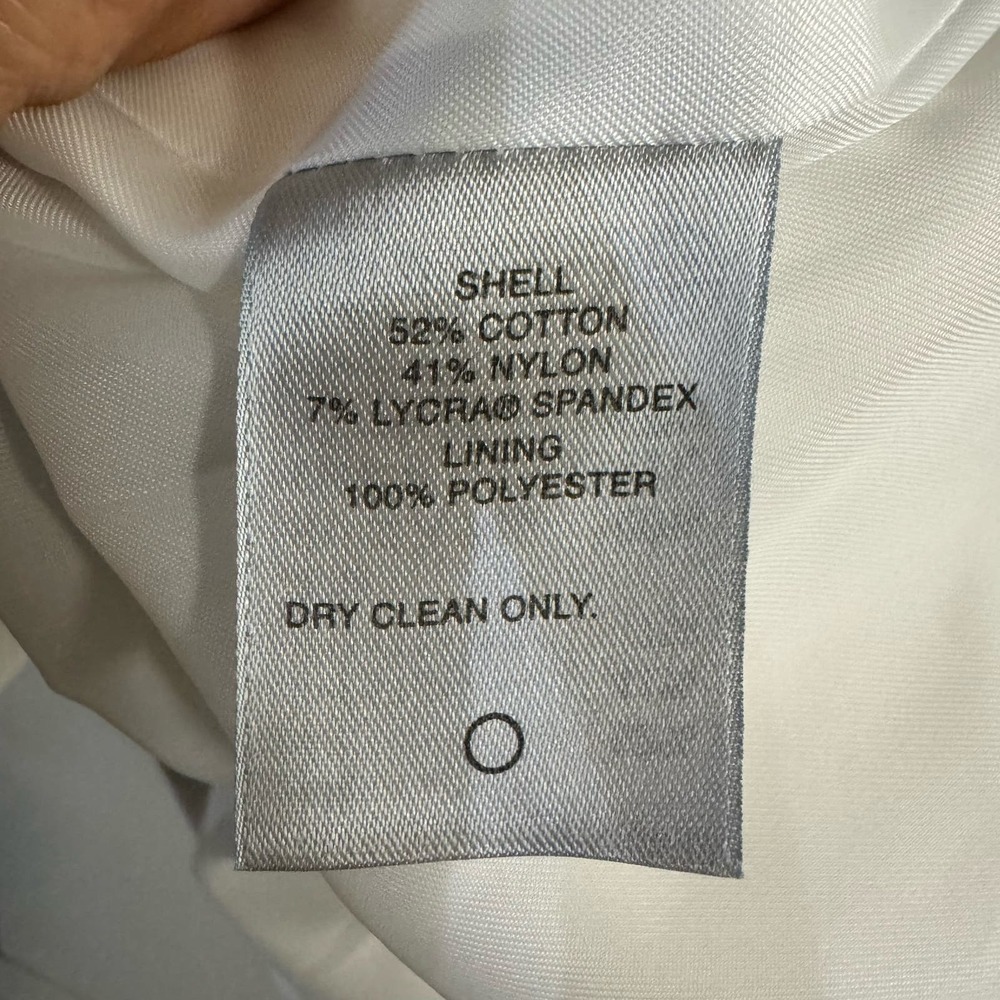 SHELL
52% COTTON
41% NYLON
7% LYCRA® SPANDEX
LINING
100% POLYESTER
DRY CLEAN ONLY.